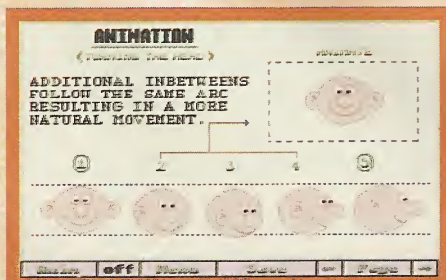 ANIMATION
ADDITIONAL INBETWEENS
FOLLOW THE SAME ARC
RESULTING IN A MORE
NATURAL MOVEMENT.
1 2 3 4 5
off Page